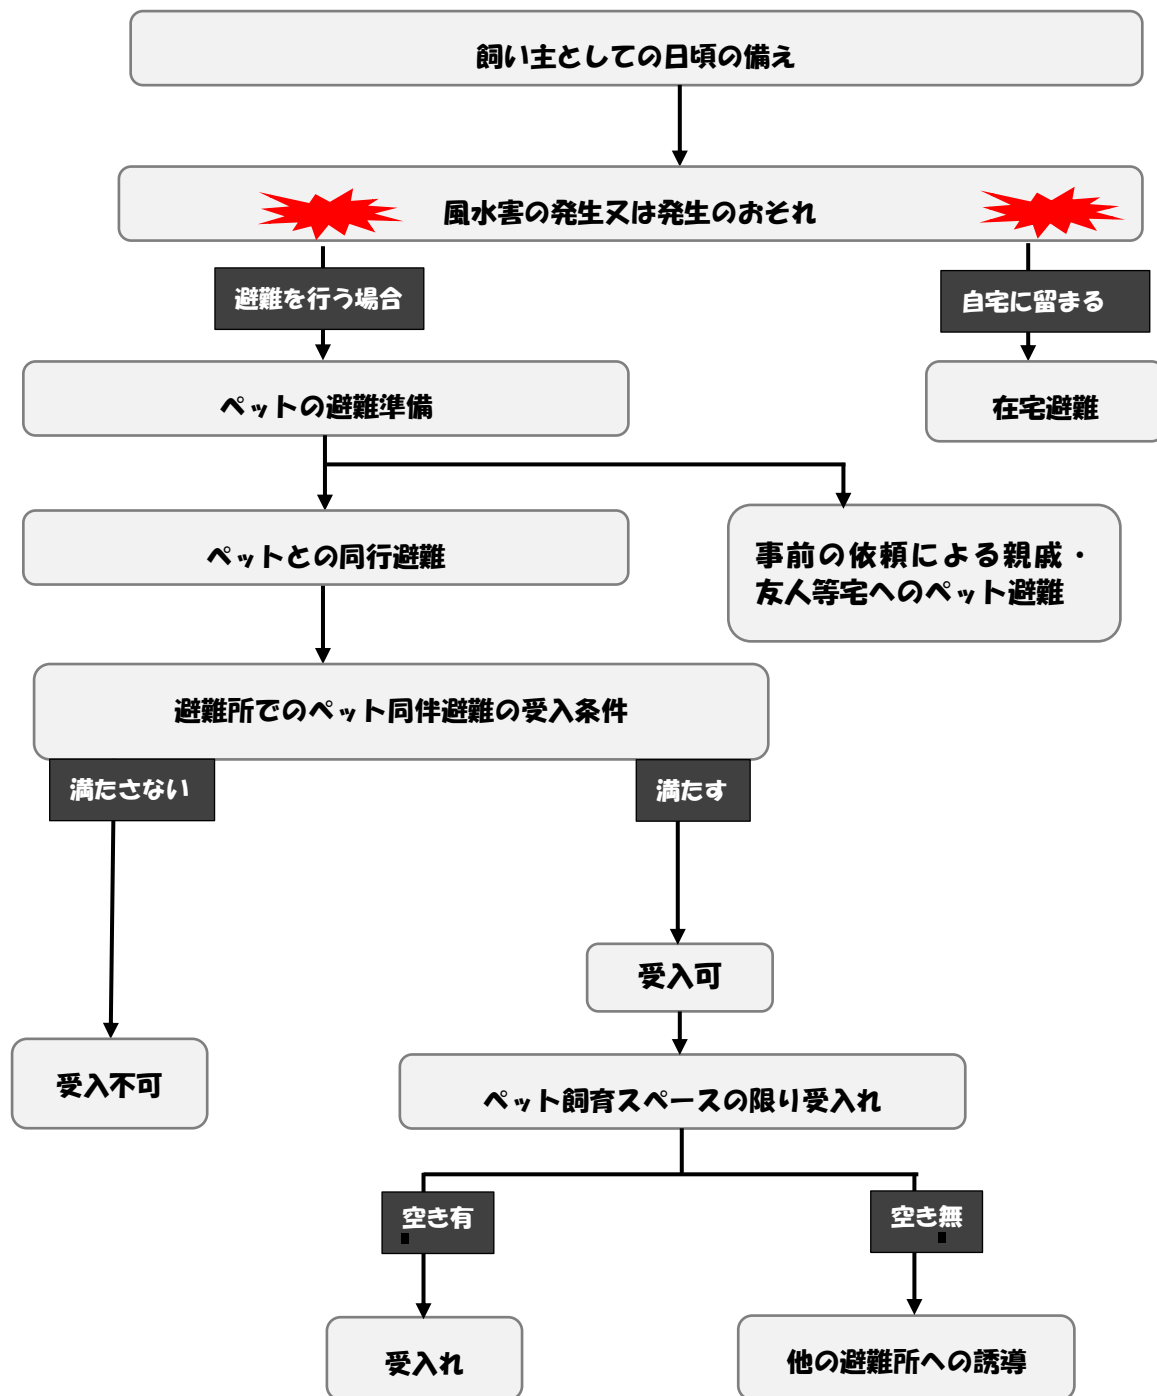 飼い主としての日頃の備え
風水害の発生又は発生のおそれ
避難を行う場合
自宅に留まる
ペットの避難準備
在宅避難
ペットとの同行避難
事前の依頼による親戚・
友人等宅へのペット避難
避難所でのペット同伴避難の受入条件
満たさない
満たす
受入可
受入不可
ペット飼育スペースの限り受入れ
空き有
空き無
受入れ
他の避難所への誘導